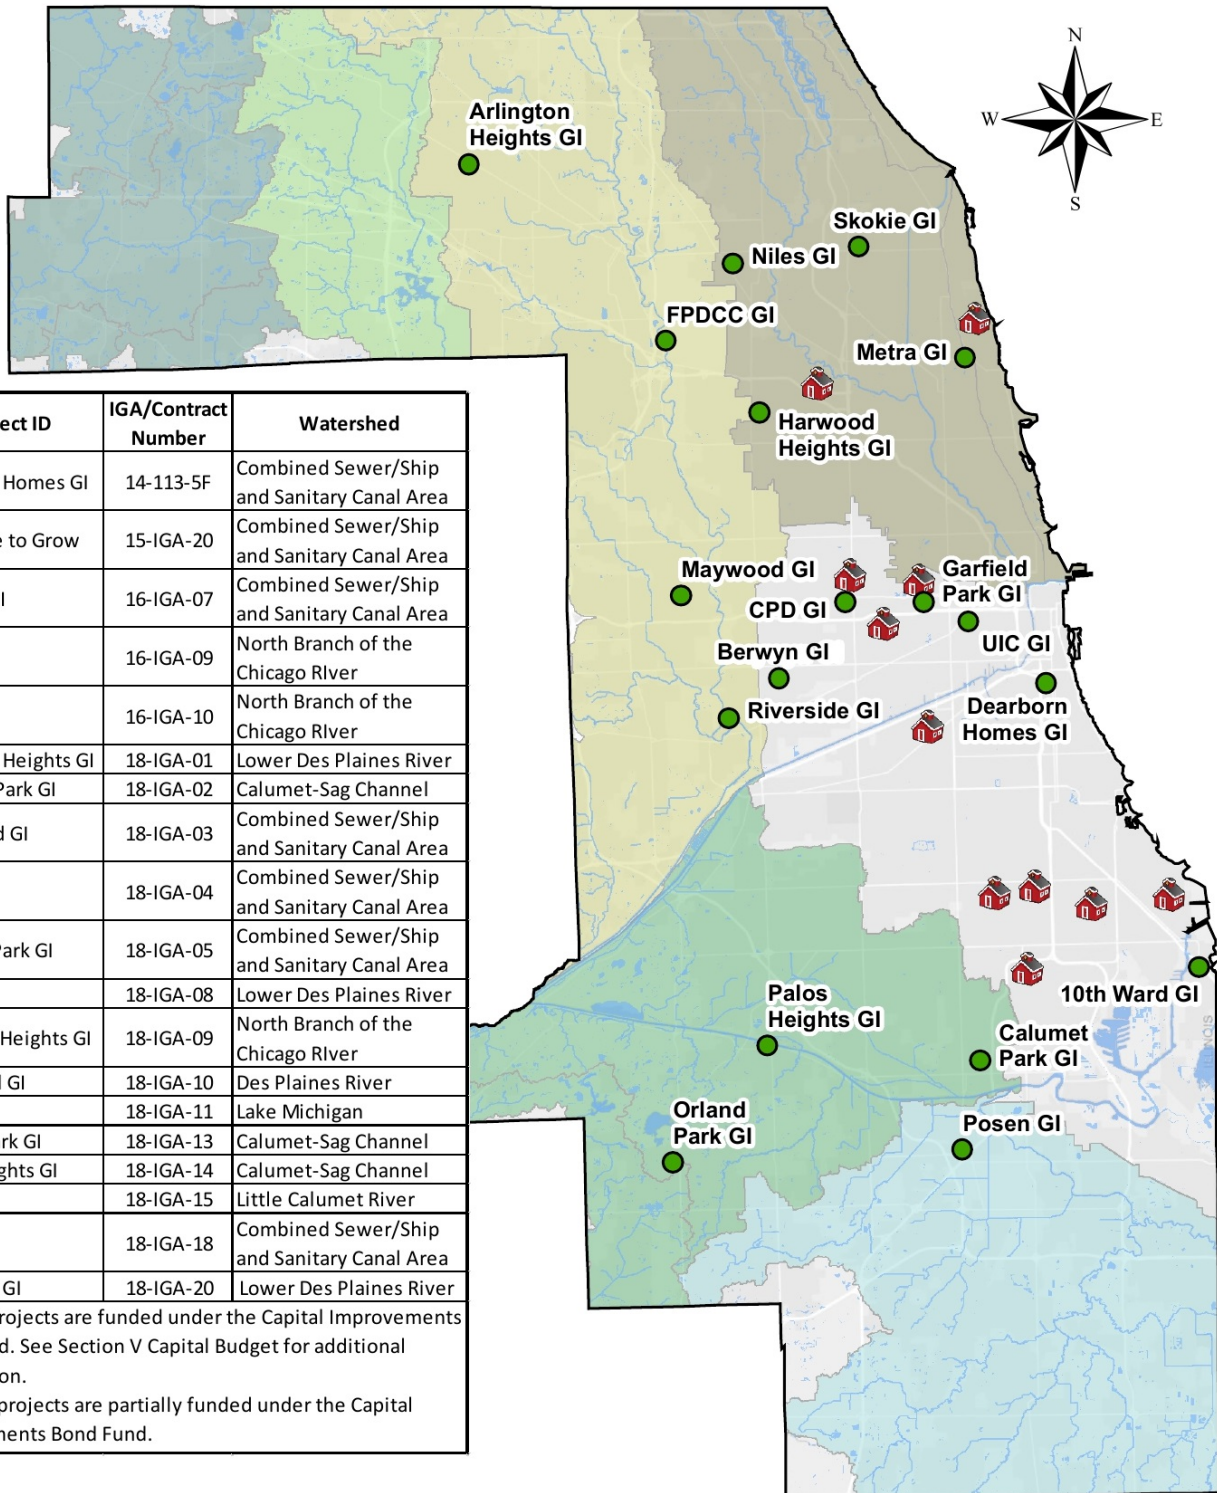 N
W
E
S
Arlington
Heights GI
Skokie GI
Niles GI
FPDCC GI
Metra GI
Harwood
Heights GI
Maywood GI
Garfield
Park GI
CPD GI
UIC GI
Berwyn GI
Riverside GI
Dearborn
Homes GI
10th Ward GI
Palos
Heights GI
Calumet
Park GI
Orland
Park GI
Posen GI
ect ID
IGA/Contract
Number
Watershed
Homes GI
14-113-5F
Combined Sewer/Ship
and Sanitary Canal Area
e to Grow
15-IGA-20
Combined Sewer/Ship
and Sanitary Canal Area
I
16-IGA-07
Combined Sewer/Ship
and Sanitary Canal Area
16-IGA-09
North Branch of the
Chicago RIver
16-IGA-10
North Branch of the
Chicago RIver
Heights GI
18-IGA-01
Lower Des Plaines River
Park GI
18-IGA-02
Calumet-Sag Channel
d GI
18-IGA-03
Combined Sewer/Ship
and Sanitary Canal Area
18-IGA-04
Combined Sewer/Ship
and Sanitary Canal Area
Park GI
18-IGA-05
Combined Sewer/Ship
and Sanitary Canal Area
18-IGA-08
Lower Des Plaines River
Heights GI
18-IGA-09
North Branch of the
Chicago RIver
GI
18-IGA-10
Des Plaines River
18-IGA-11
Lake Michigan
rk GI
18-IGA-13
Calumet-Sag Channel
ghts GI
18-IGA-14
Calumet-Sag Channel
18-IGA-15
Little Calumet River
18-IGA-18
Combined Sewer/Ship
and Sanitary Canal Area
GI
18-IGA-20
Lower Des Plaines River
rojects are funded under the Capital Improvements
d. See Section V Capital Budget for additional
on.
projects are partially funded under the Capital
ments Bond Fund.